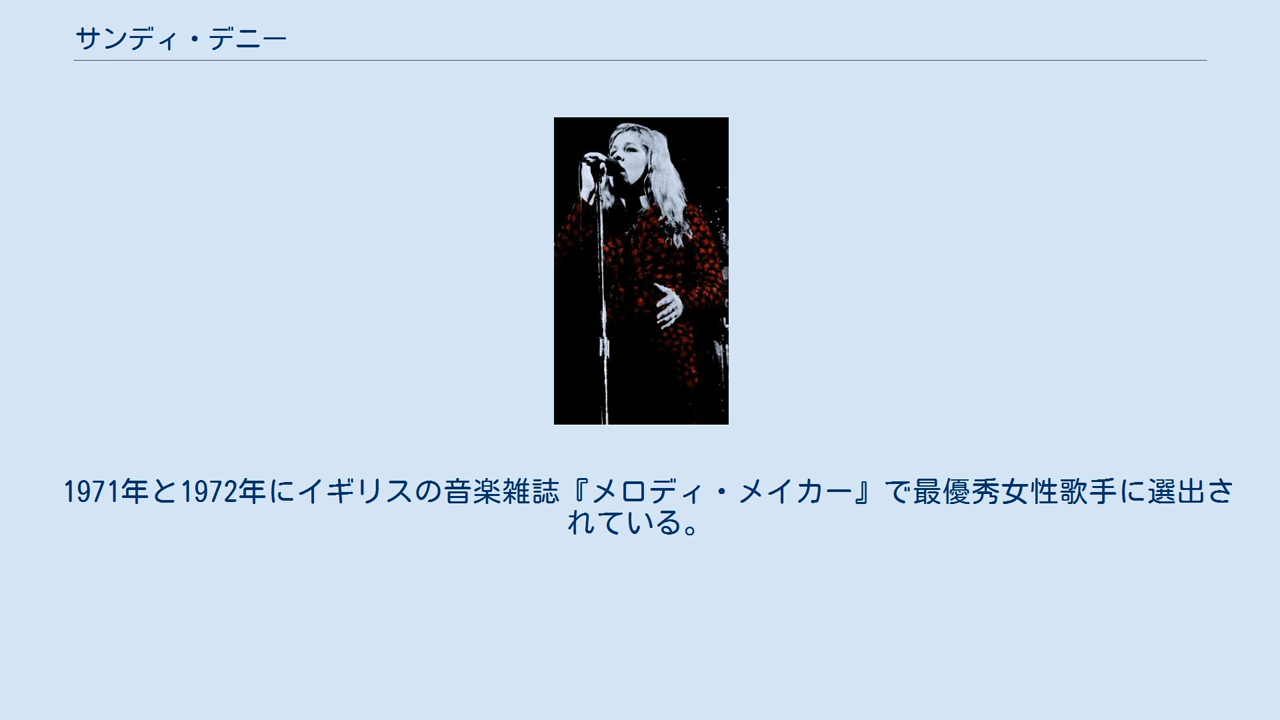 サンディ・デニー
1971年と1972年にイギリスの音楽雑誌『メロディ・メイカー』で最優秀女性歌手に選出さ
れている。